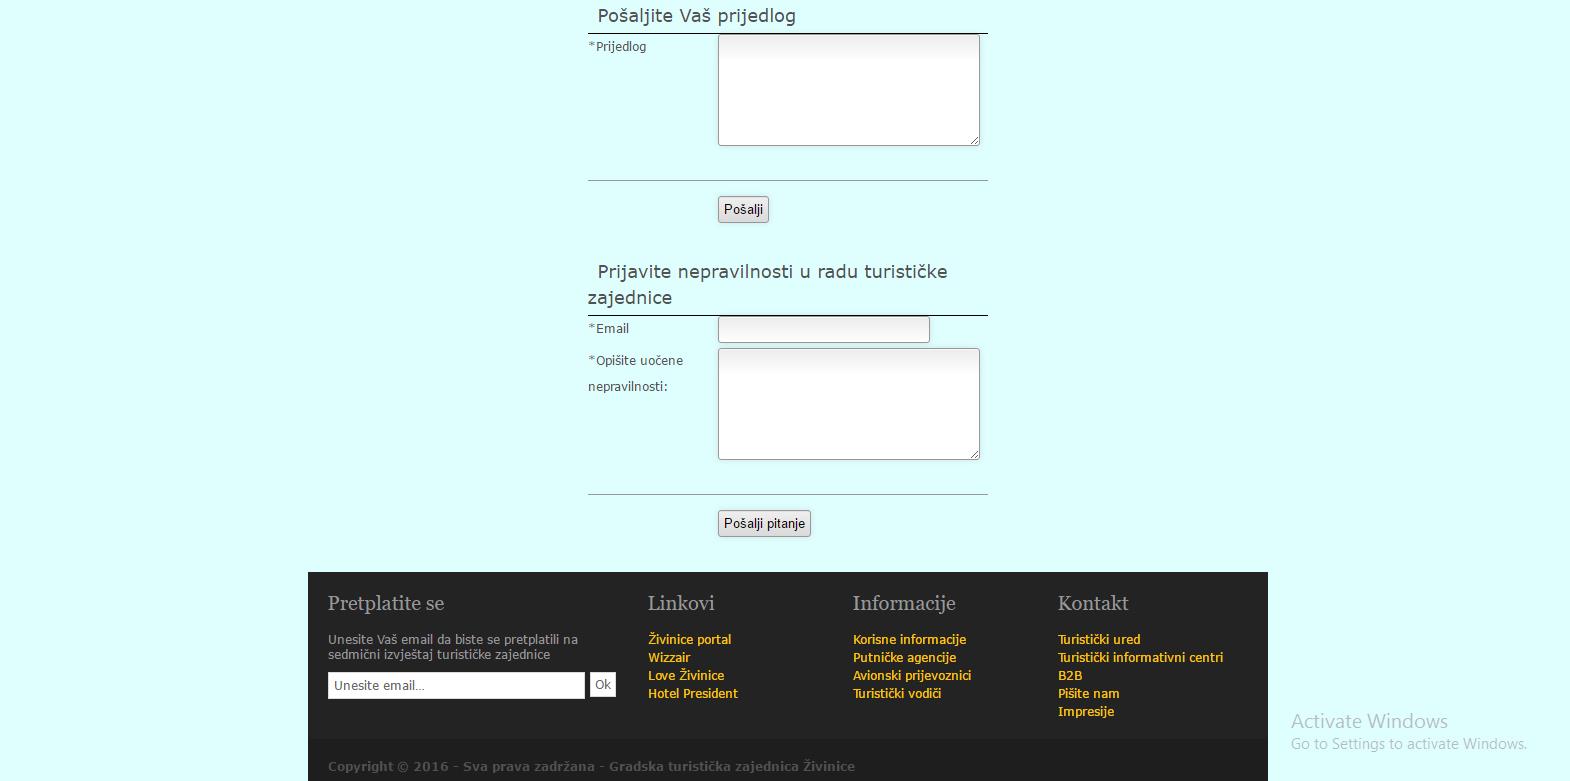 Pošaljite Vaš prijedlog
*Prijedlog
Pošalji
Prijavite nepravilnosti u radu turističke
zajednice
*Email
*Opišite uočene
nepravilnosti:
Pošalji pitanje
Pretplatite se
Unesite Vaš email da biste se pretplatili na
sedmični izvještaj turističke zajednice
Unesite email...
Ok
Linkovi
Živinice portal
Wizzair
Love Živinice
Hotel President
Informacije
Korisne informacije
Putničke agencije
Avionski prijevoznici
Turistički vodiči
Kontakt
Turistički ured
Turistički informativni centri
B2B
Pišite nam
Impresije
Activate Windows
Go to Settings to activate Windows.
Copyright © 2016 - Sva prava zadržana - Gradska turistička zajednica Živinice